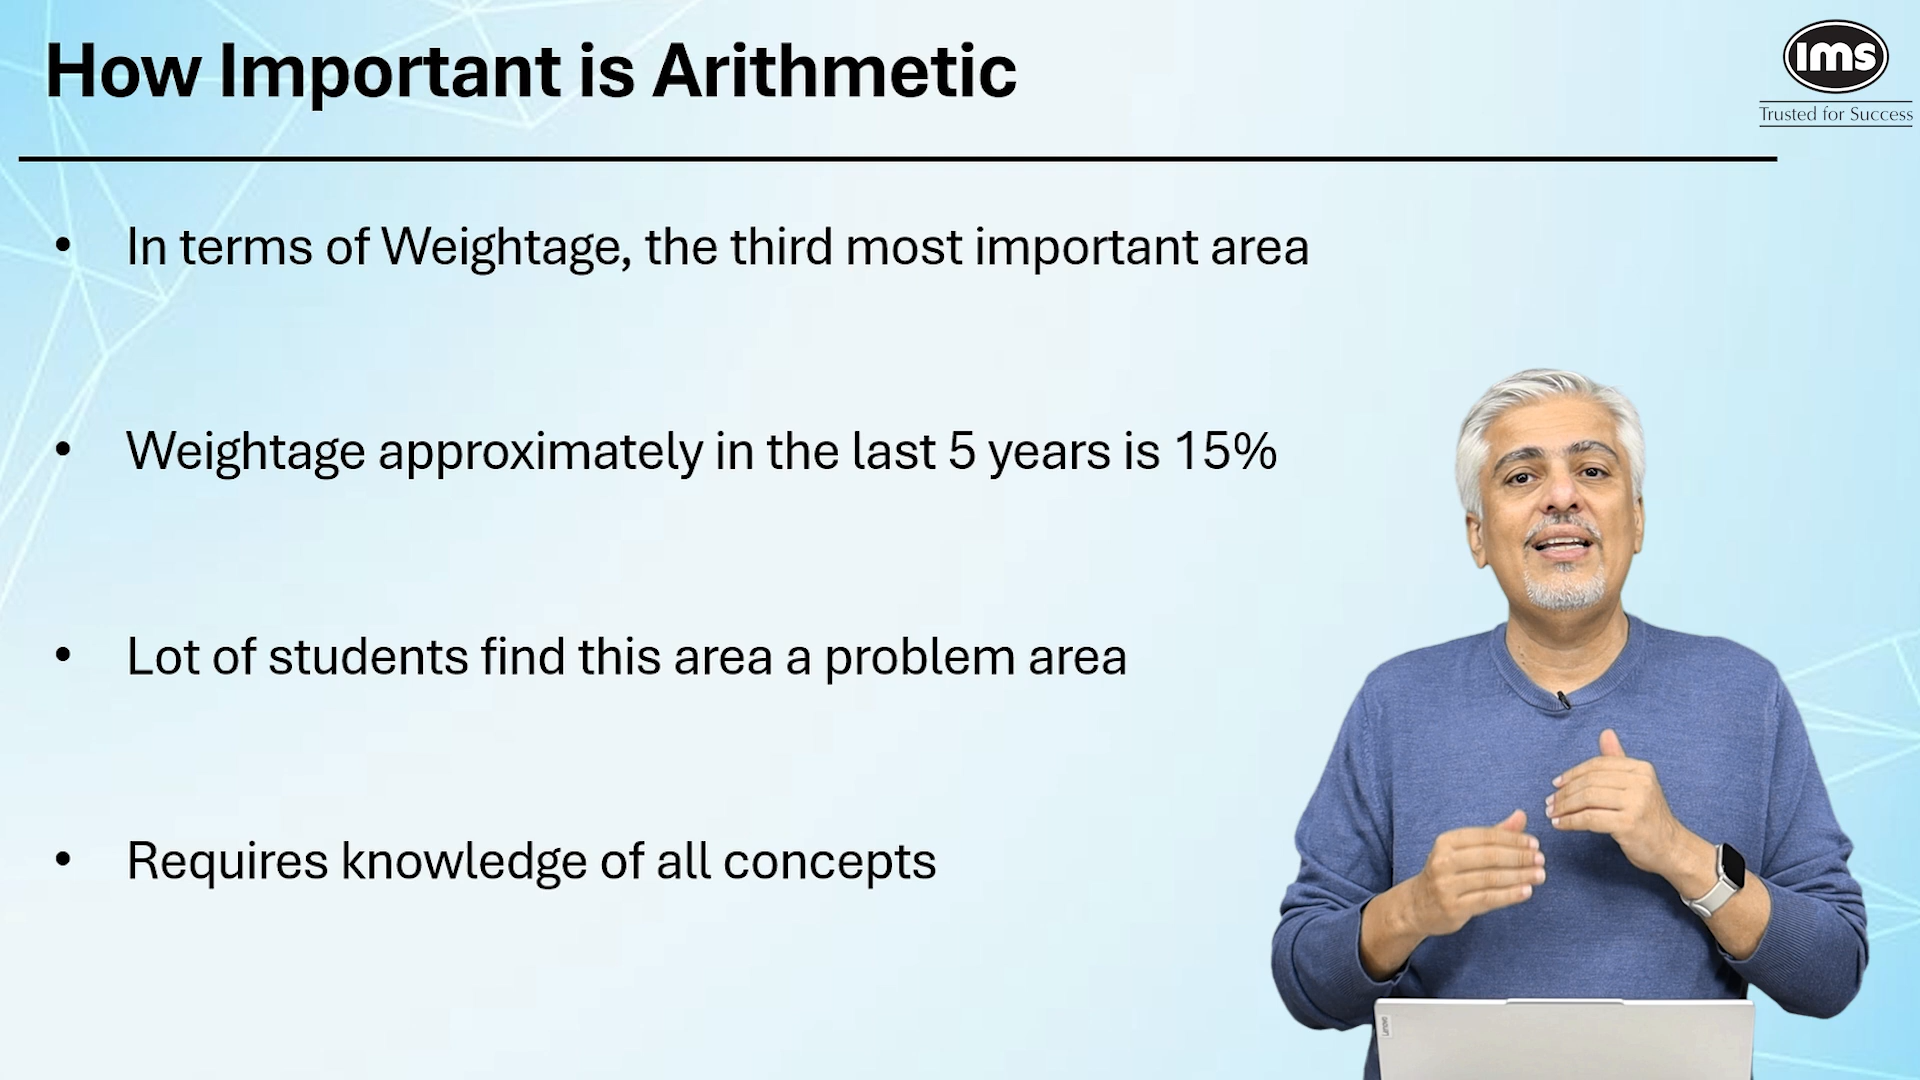 How Important is Arithmetic
ims
Trusted for Success
• In terms of Weightage, the third most important area
• Weightage approximately in the last 5 years is 15%
• Lot of students find this area a problem area
• Requires knowledge of all concepts
Lenovo